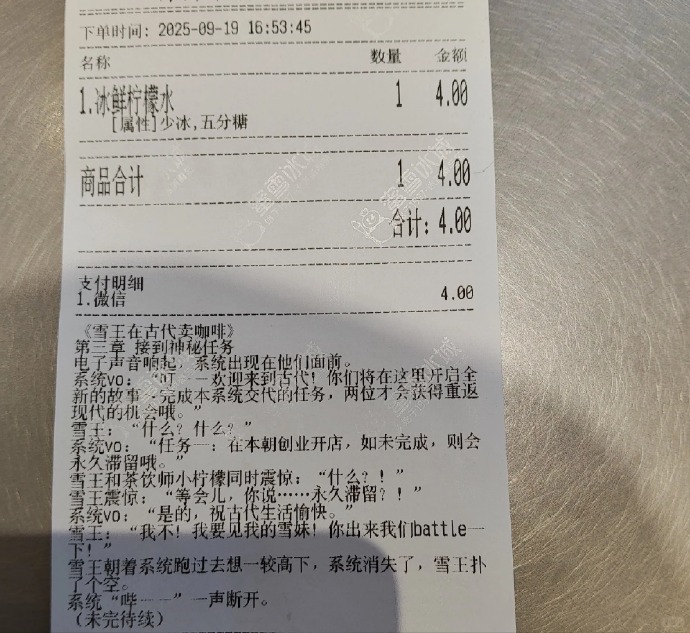 下单时间: 2025-09-19 16:53:45
名称 数量 金额
1.冰鲜柠檬水 1 4.00
[属性]少冰,五分糖
商品合计 1 4.00
合计: 4.00
支付明细
1.微信 4.00
《雪王在古代卖咖啡》
第三章 接到神秘任务
电子声音响起，系统出现在他们面前。
系统vo：“叮——欢迎来到古代！你们将在这里开启全
新的故事，完成本系统交代的任务，两位才会获得重返
现代的机会哦。”
雪王：“什么？什么？”
系统vo：“任务一：在本朝创业开店，如未完成，则会
永久滞留哦。”
雪王和茶饮师小柠檬同时震惊：“什么？！”
雪王震惊：“等会儿，你说……永久滞留？！”
系统vo：“是的，祝古代生活愉快。”
雪王：“我不！我要见我的雪妹！你出来我们battle一
下！”
雪王朝着系统跑过去想一较高下，系统消失了，雪王扑
了个空。
系统“哔——”一声断开。
(未完待续)
蜜雪冰城
蜜雪冰城